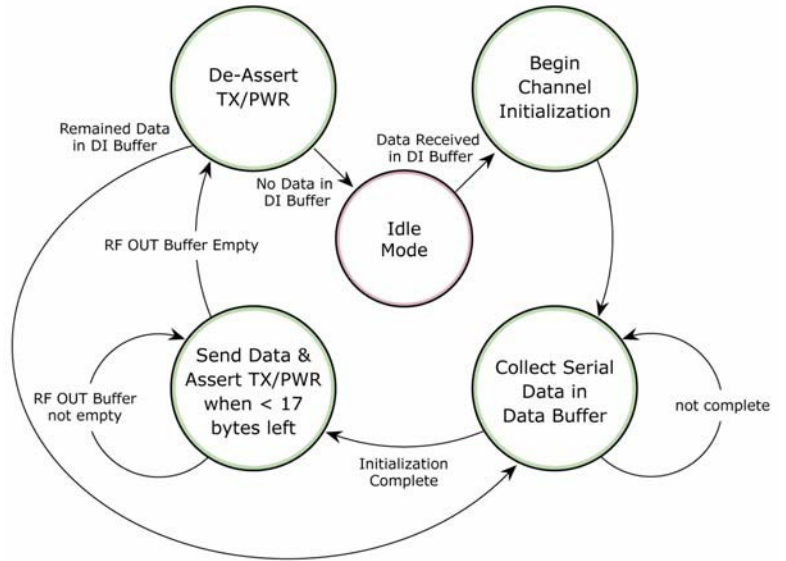 De-Assert
TX/PWR
Begin
Channel
Initialization
Remained Data
in DI Buffer
Data Received
in DI Buffer
No Data in
DI Buffer
Idle
Mode
RF OUT Buffer Empty
Send Data &
Assert TX/PWR
when < 17
bytes left
Collect Serial
Data in
Data Buffer
RF OUT Buffer
not empty
not complete
Initialization
Complete